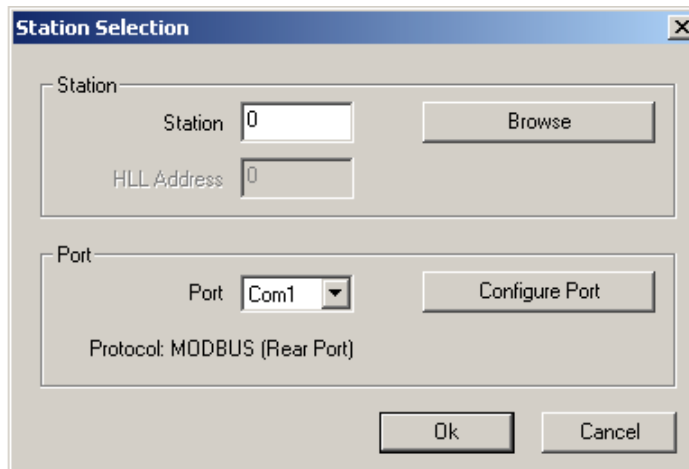 Station Selection
Station
Station 0 Browse
HLL Address 0
Port
Port Com1 Configure Port
Protocol: MODBUS (Rear Port)
Ok Cancel